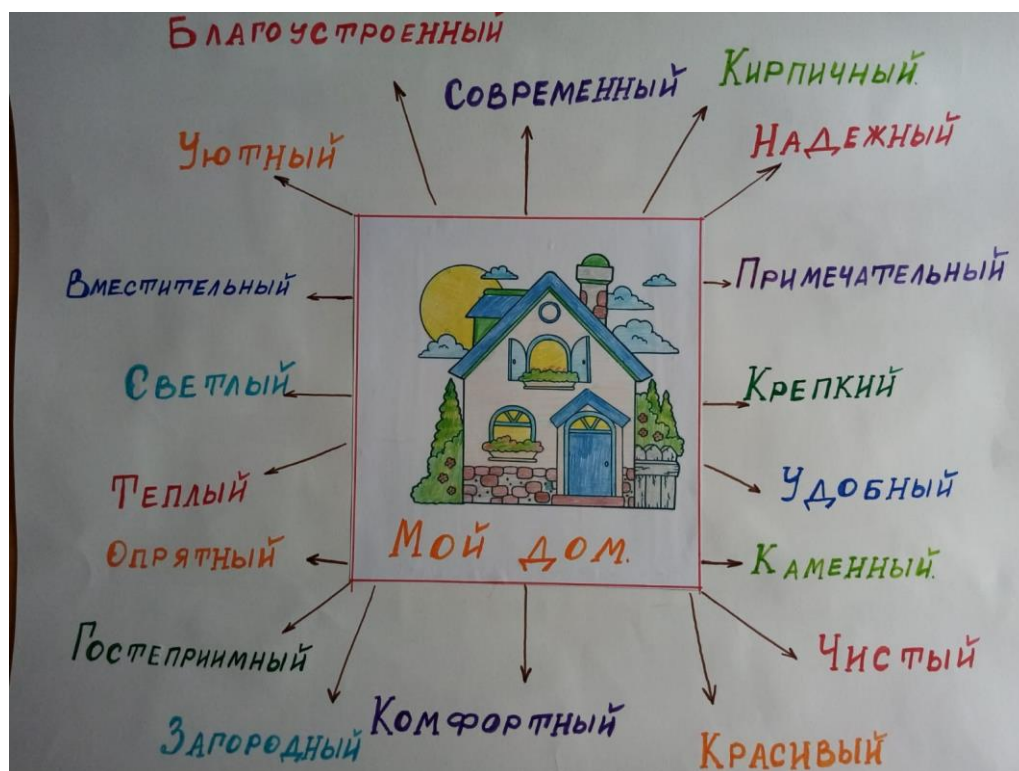 Благоустроенный
Современный
Кирпичный.
Уютный
Надежный
Вместительный
Примечательный
Светлый
Крепкий
Теплый
Удобный
Опрятный
Мой дом.
Каменный.
Гостеприимный
Чистый
Загородный
Комфортный
Красивый